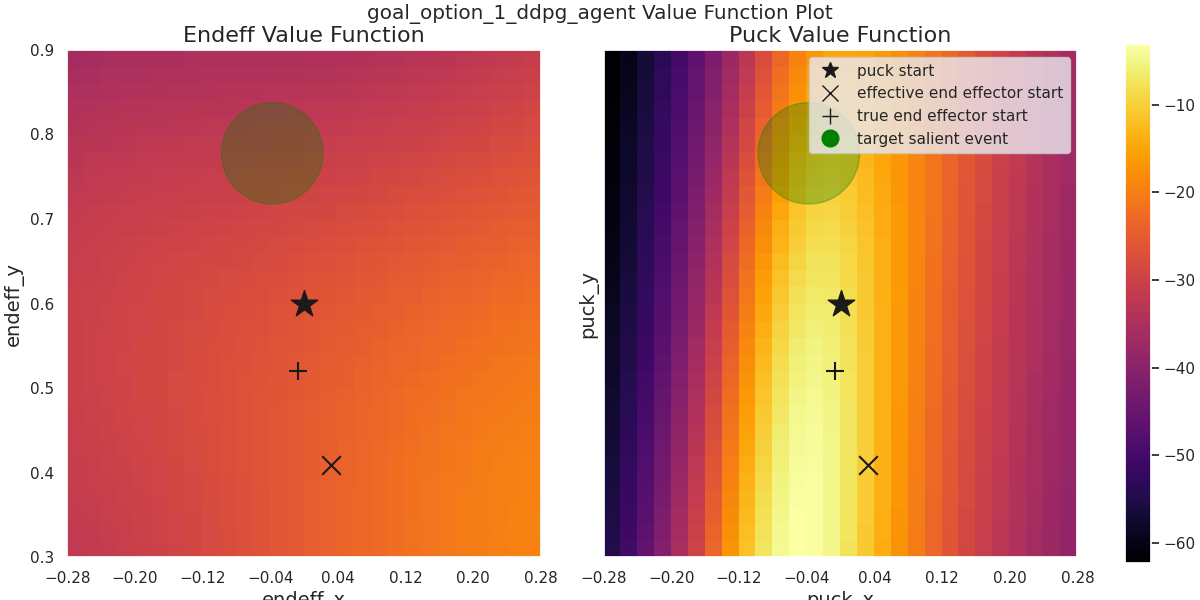 goal_option_1_ddpg_agent Value Function Plot
Endeff Value Function
Puck Value Function
endeff_y
0.9
0.8
0.7
0.6
0.5
0.4
0.3
−0.28 −0.20 −0.12 −0.04 0.04 0.12 0.20 0.28
endeff_x
puck_y
puck start
effective end effector start
true end effector start
target salient event
−0.28 −0.20 −0.12 −0.04 0.04 0.12 0.20 0.28
puck_x
−10
−20
−30
−40
−50
−60